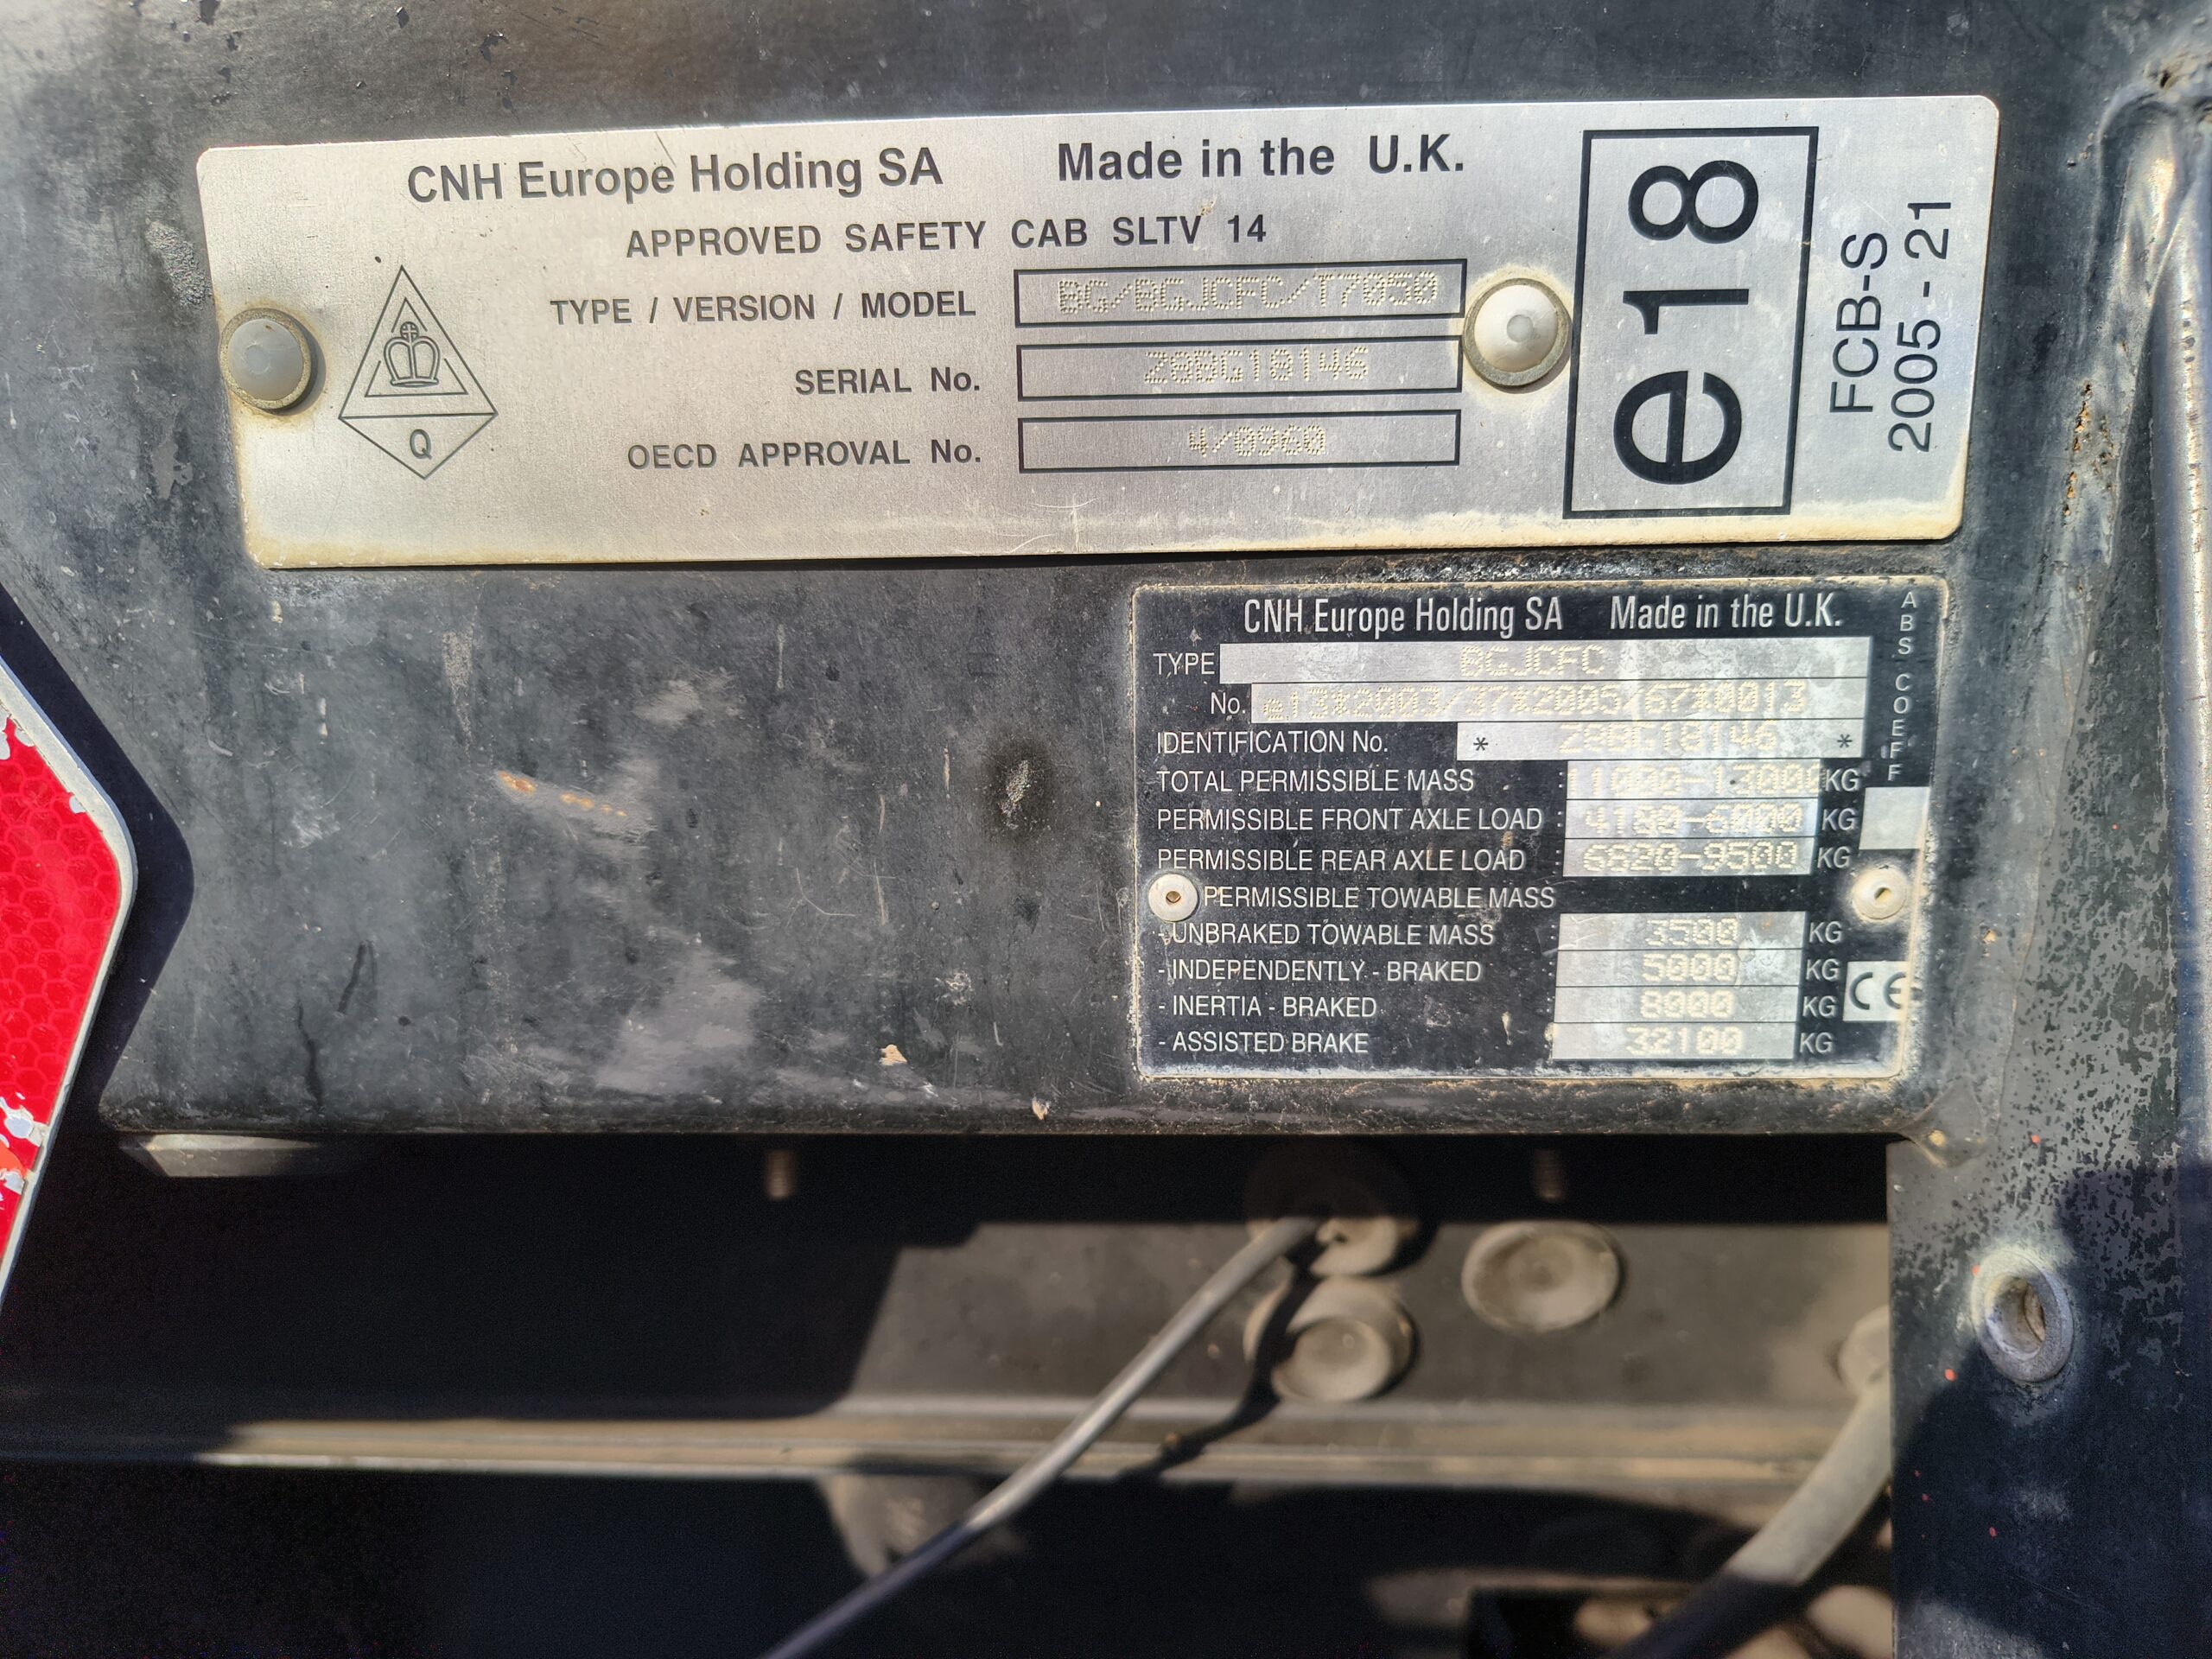 CNH Europe Holding SA Made in the U.K.
APPROVED SAFETY CAB SLTV 14
TYPE / VERSION / MODEL BG/BGJCFC/T7050
SERIAL No. Z8BG18146
OECD APPROVAL No. 4/0960
Q
e18
FCB-S
2005 - 21
CNH Europe Holding SA Made in the U.K.
TYPE BGJCFC
No. e13*2003/37*2005/67*0013
IDENTIFICATION No. * Z8BG18146 *
TOTAL PERMISSIBLE MASS : 11000-13000 KG
PERMISSIBLE FRONT AXLE LOAD : 4180-6000 KG
PERMISSIBLE REAR AXLE LOAD : 6820-9500 KG
PERMISSIBLE TOWABLE MASS
- UNBRAKED TOWABLE MASS : 3500 KG
- INDEPENDENTLY - BRAKED : 5000 KG
- INERTIA - BRAKED : 8000 KG
- ASSISTED BRAKE : 32100 KG
ABS COEFF
CE